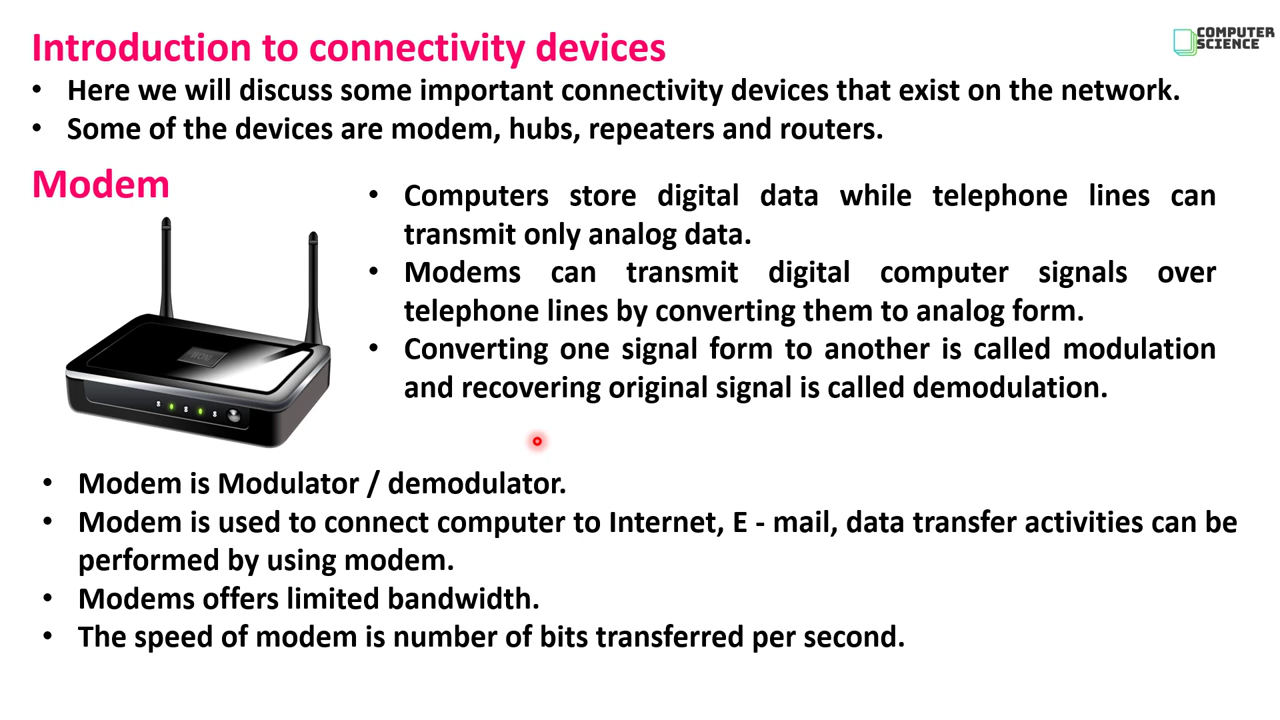 Introduction to connectivity devices
COMPUTER
SCIENCE
• Here we will discuss some important connectivity devices that exist on the network.
• Some of the devices are modem, hubs, repeaters and routers.
Modem
• Computers store digital data while telephone lines can
transmit only analog data.
• Modems can transmit digital computer signals over
telephone lines by converting them to analog form.
• Converting one signal form to another is called modulation
and recovering original signal is called demodulation.
• Modem is Modulator / demodulator.
• Modem is used to connect computer to Internet, E - mail, data transfer activities can be
performed by using modem.
• Modems offers limited bandwidth.
• The speed of modem is number of bits transferred per second.